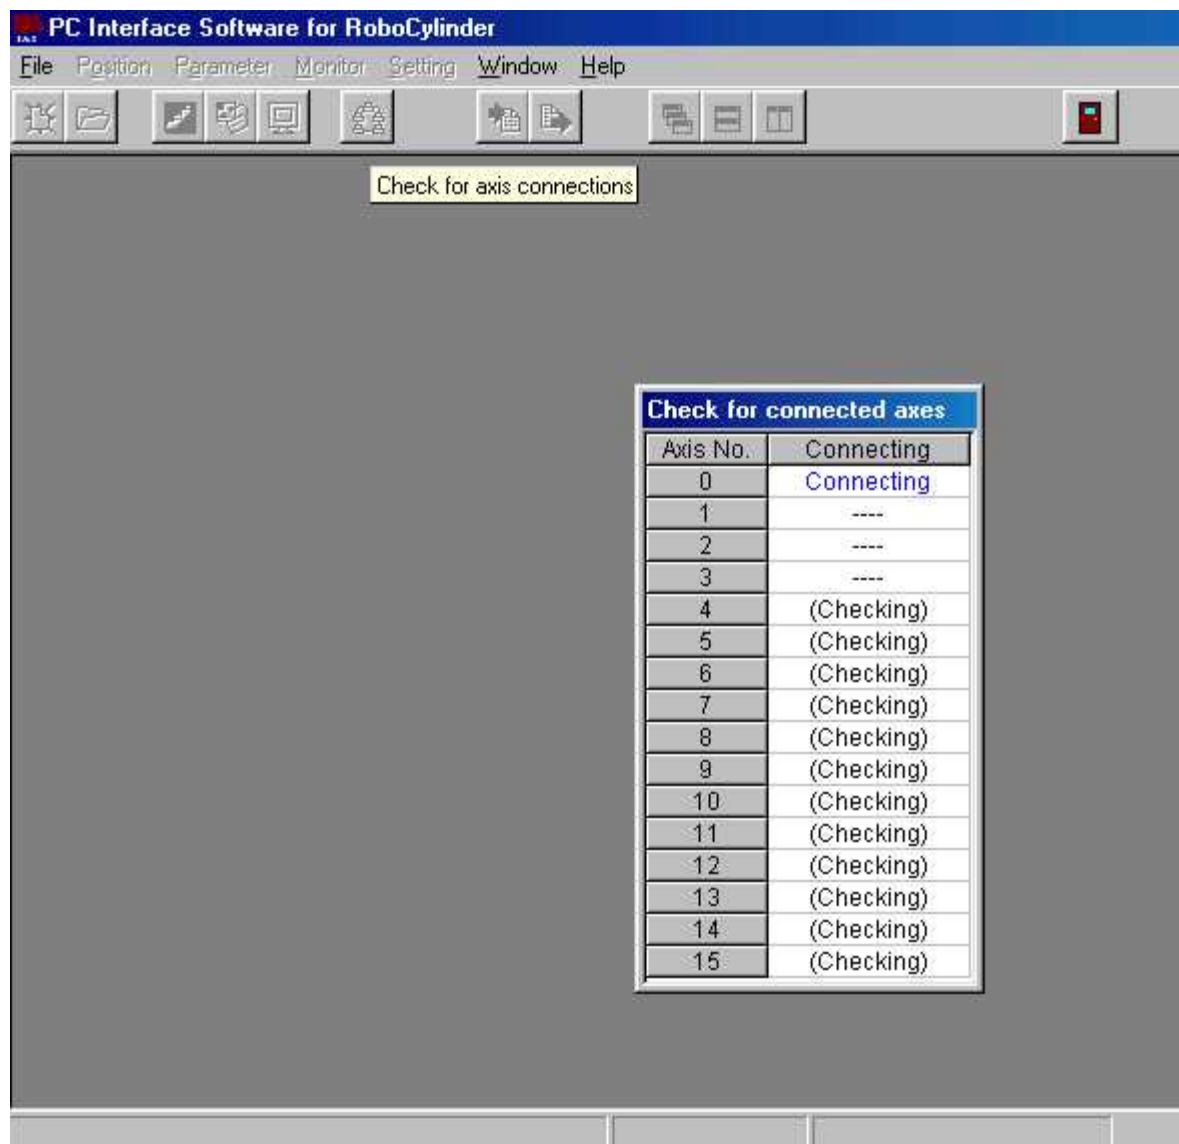 PC Interface Software for RoboCylinder
File Position Parameter Monitor Setting Window Help
Check for axis connections
Check for connected axes
Axis No. Connecting
0 Connecting
1 ----
2 ----
3 ----
4 (Checking)
5 (Checking)
6 (Checking)
7 (Checking)
8 (Checking)
9 (Checking)
10 (Checking)
11 (Checking)
12 (Checking)
13 (Checking)
14 (Checking)
15 (Checking)